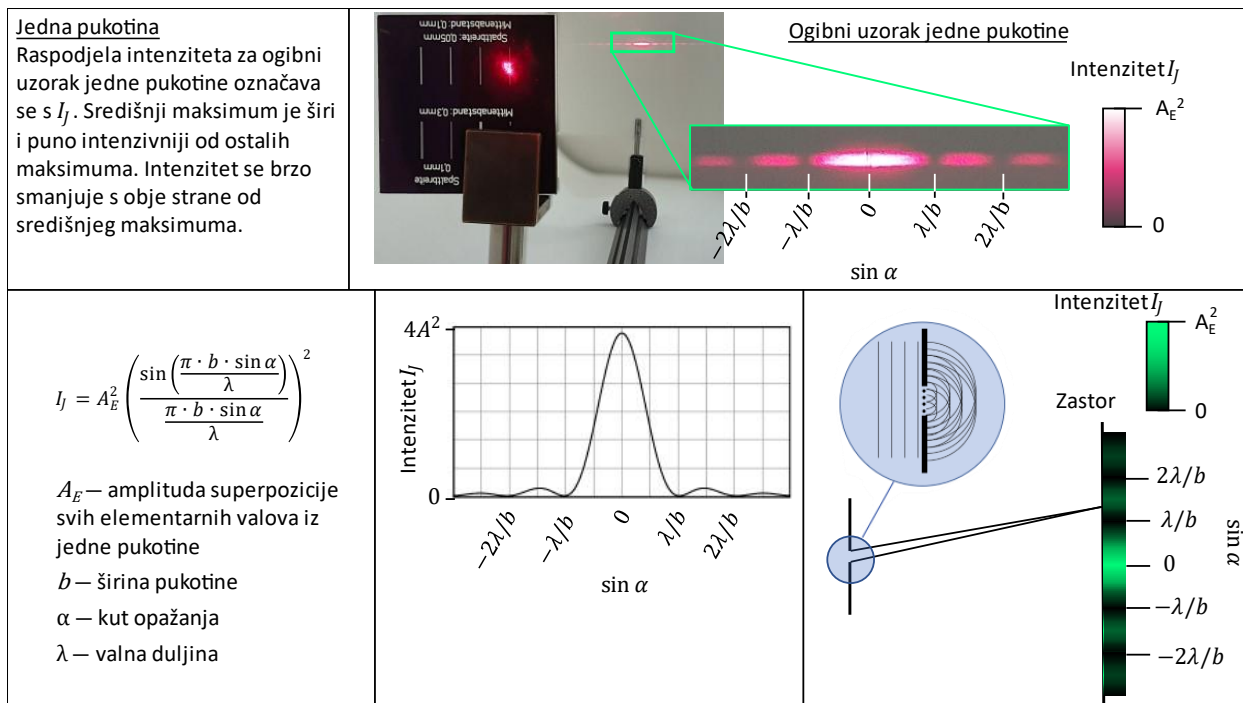 Jedna pukotina
Raspodjela intenziteta za ogibni
uzorak jedne pukotine označava
se s I_J . Središnji maksimum je širi
i puno intenzivniji od ostalih
maksimuma. Intenzitet se brzo
smanjuje s obje strane od
središnjeg maksimuma.
Mittenabstand: 0,1mm
Spaltbreite: 0,05mm
Mittenabstand: 0,3mm
0,1mm
Spaltbreite
Ogibni uzorak jedne pukotine
Intenzitet I_J
A_E^2
0
−2λ/b
−λ/b
0
λ/b
2λ/b
sin α
I_J = A_E^2 ( sin ( π · b · sin α / λ ) / ( π · b · sin α / λ ) )^2
A_E — amplituda superpozicije
svih elementarnih valova iz
jedne pukotine
b — širina pukotine
α — kut opažanja
λ — valna duljina
4A^2
Intenzitet I_J
0
−2λ/b
−λ/b
0
λ/b
2λ/b
sin α
Intenzitet I_J
A_E^2
0
Zastor
2λ/b
λ/b
0
−λ/b
−2λ/b
sin α